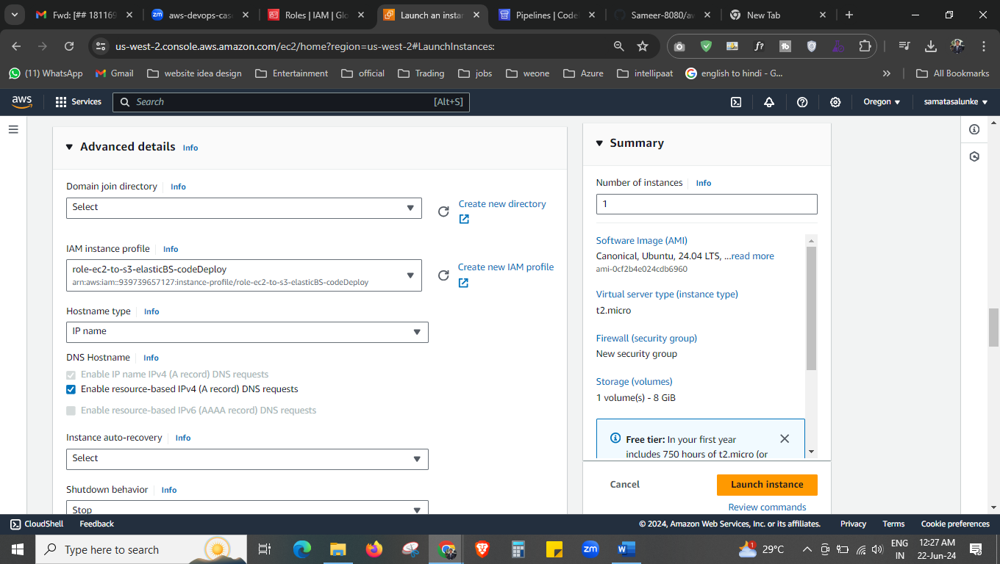 Fwd: [## 181169
aws-devops-cas
Roles | IAM | Glo
Launch an instan
Pipelines | Code
Sameer-8080/aw
New Tab
us-west-2.console.aws.amazon.com/ec2/home?region=us-west-2#LaunchInstances:
(11) WhatsApp
Gmail
website idea design
Entertainment
official
Trading
jobs
weone
Azure
intellipaat
english to hindi - G...
All Bookmarks
aws
Services
Search
[Alt+S]
Oregon
samatasalunke
Advanced details Info
Domain join directory Info
Select
Create new directory
IAM instance profile Info
role-ec2-to-s3-elasticBS-codeDeploy
arn:aws:iam::939739657127:instance-profile/role-ec2-to-s3-elasticBS-codeDeploy
Create new IAM profile
Hostname type Info
IP name
DNS Hostname Info
Enable IP name IPv4 (A record) DNS requests
Enable resource-based IPv4 (A record) DNS requests
Enable resource-based IPv6 (AAAA record) DNS requests
Instance auto-recovery Info
Select
Shutdown behavior Info
Stop
Summary
Number of instances Info
1
Software Image (AMI)
Canonical, Ubuntu, 24.04 LTS, ...read more
ami-0cf2b4e024cdb6960
Virtual server type (instance type)
t2.micro
Firewall (security group)
New security group
Storage (volumes)
1 volume(s) - 8 GiB
Free tier: In your first year
includes 750 hours of t2.micro (or
Cancel
Launch instance
Review commands
CloudShell
Feedback
© 2024, Amazon Web Services, Inc. or its affiliates.
Privacy
Terms
Cookie preferences
Type here to search
29°C
ENG
IN
12:27 AM
22-Jun-24